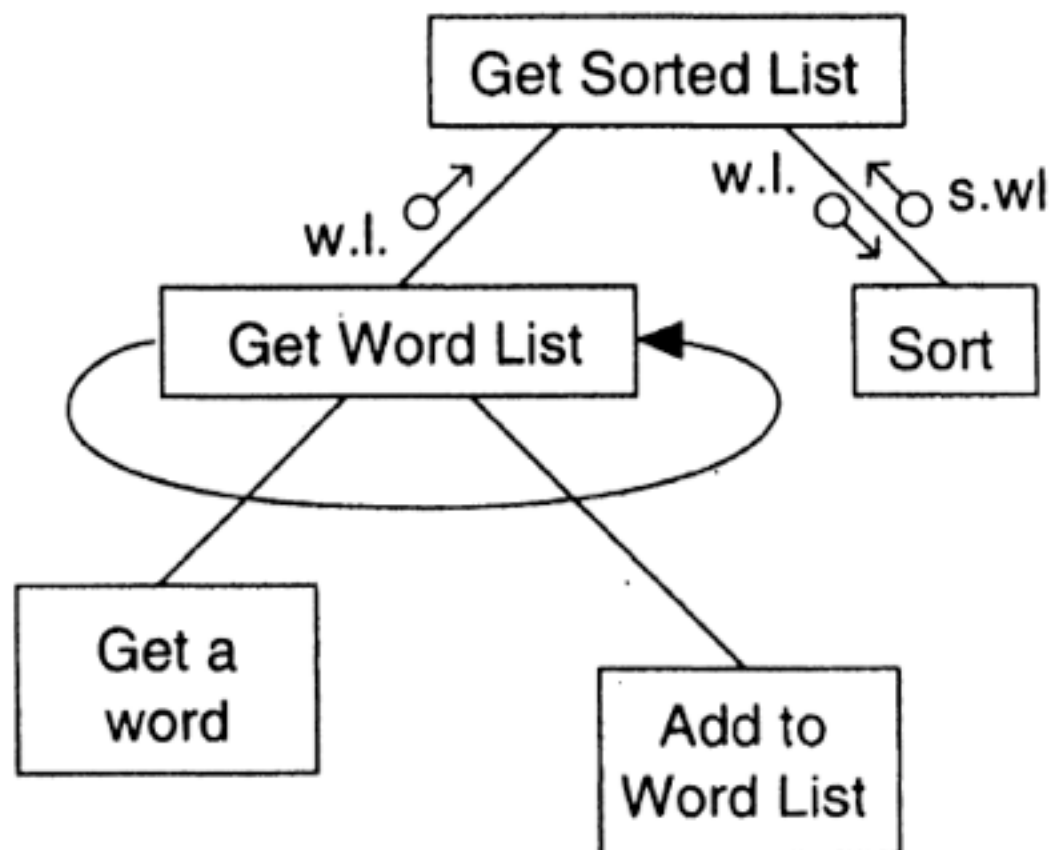 Get Sorted List
w.l.
w.l.
s.wl
Get Word List
Sort
Get a
word
Add to
Word List